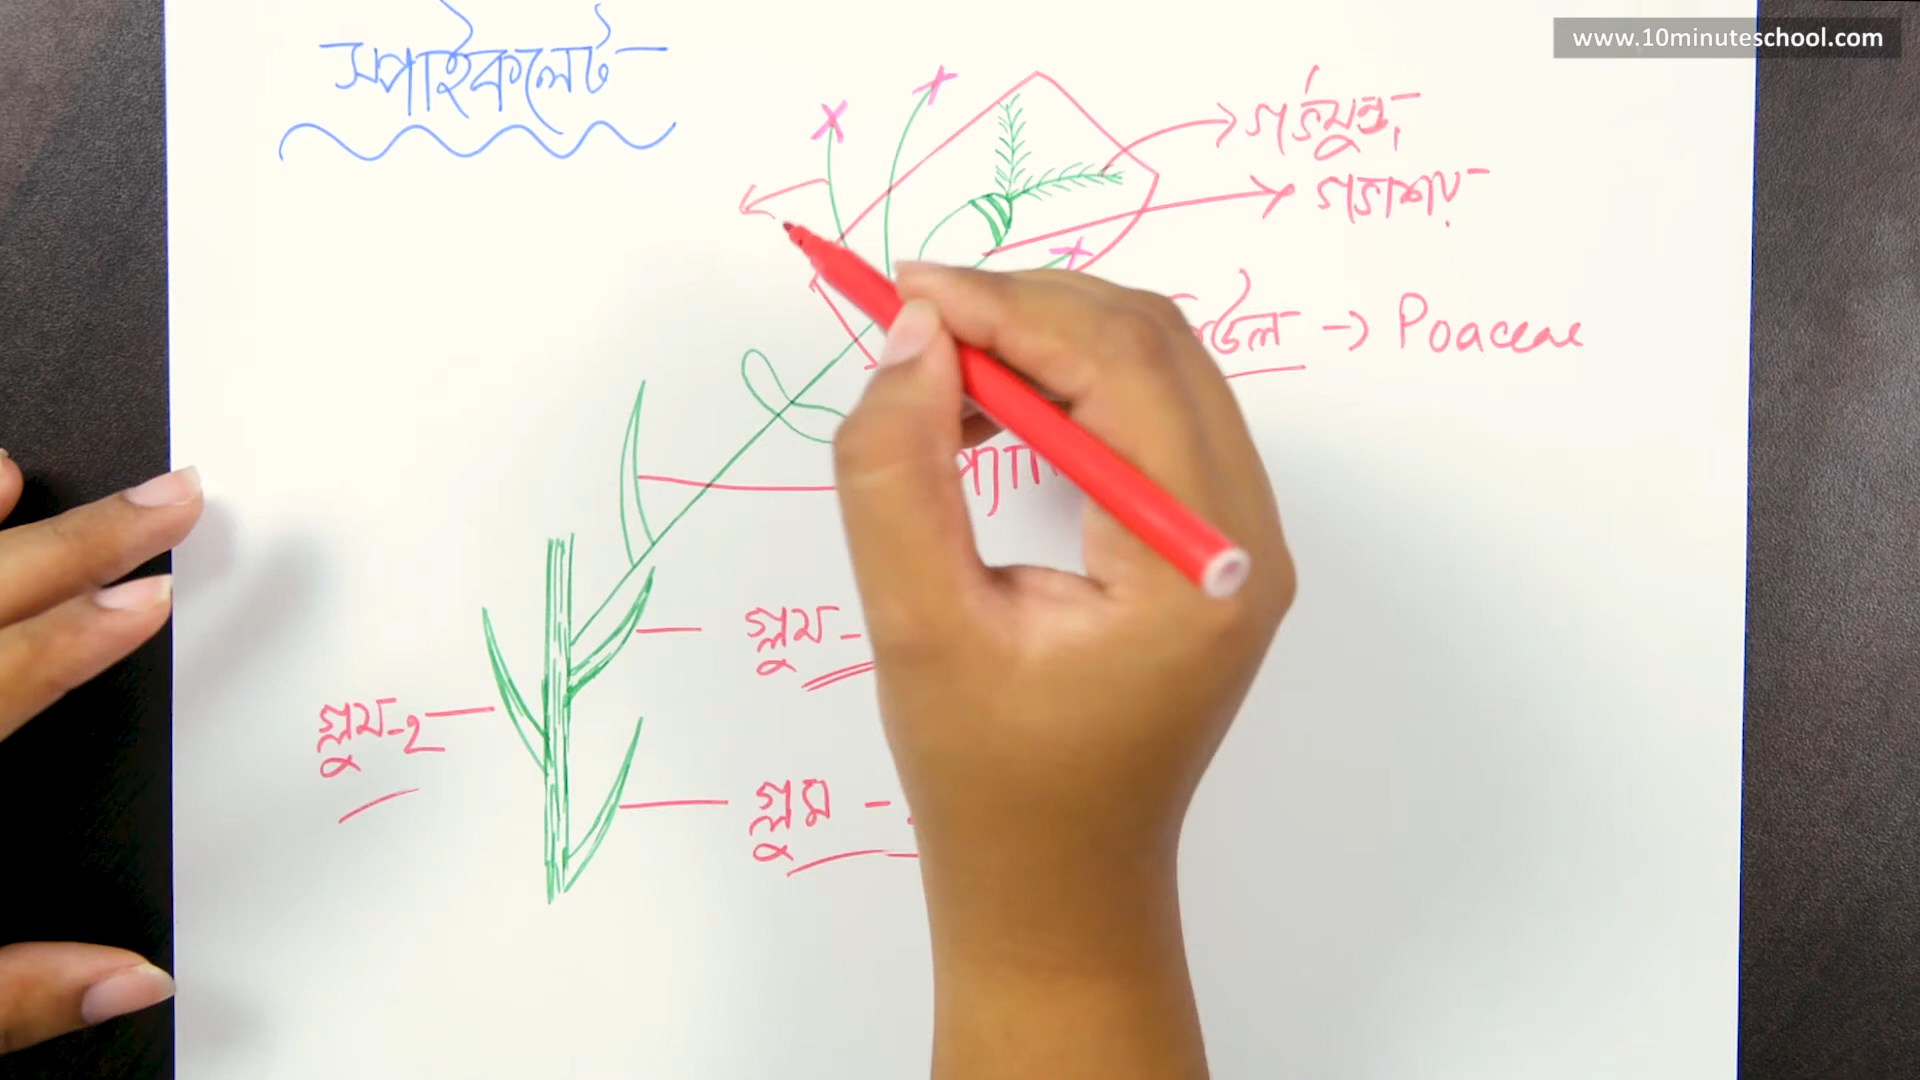 www.10minuteschool.com
স্পাইকলেট
গর্ভমুণ্ড
গর্ভাশয়
→ Poaceae
গ্লুম-
গ্লুম-২
গ্লুম -